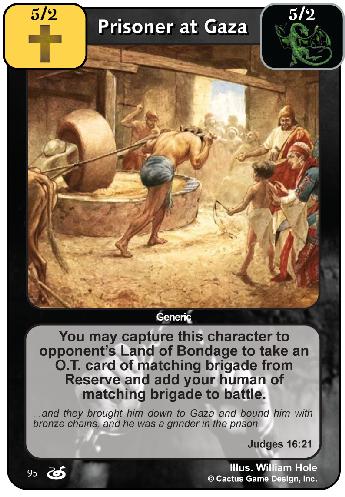 5/2
Prisoner at Gaza
5/2
Generic
You may capture this character to
opponent's Land of Bondage to take an
O.T. card of matching brigade from
Reserve and add your human of
matching brigade to battle.
...and they brought him down to Gaza and bound him with
bronze chains, and he was a grinder in the prison
Judges 16:21
Illus. William Hole
95
© Cactus Game Design, Inc.